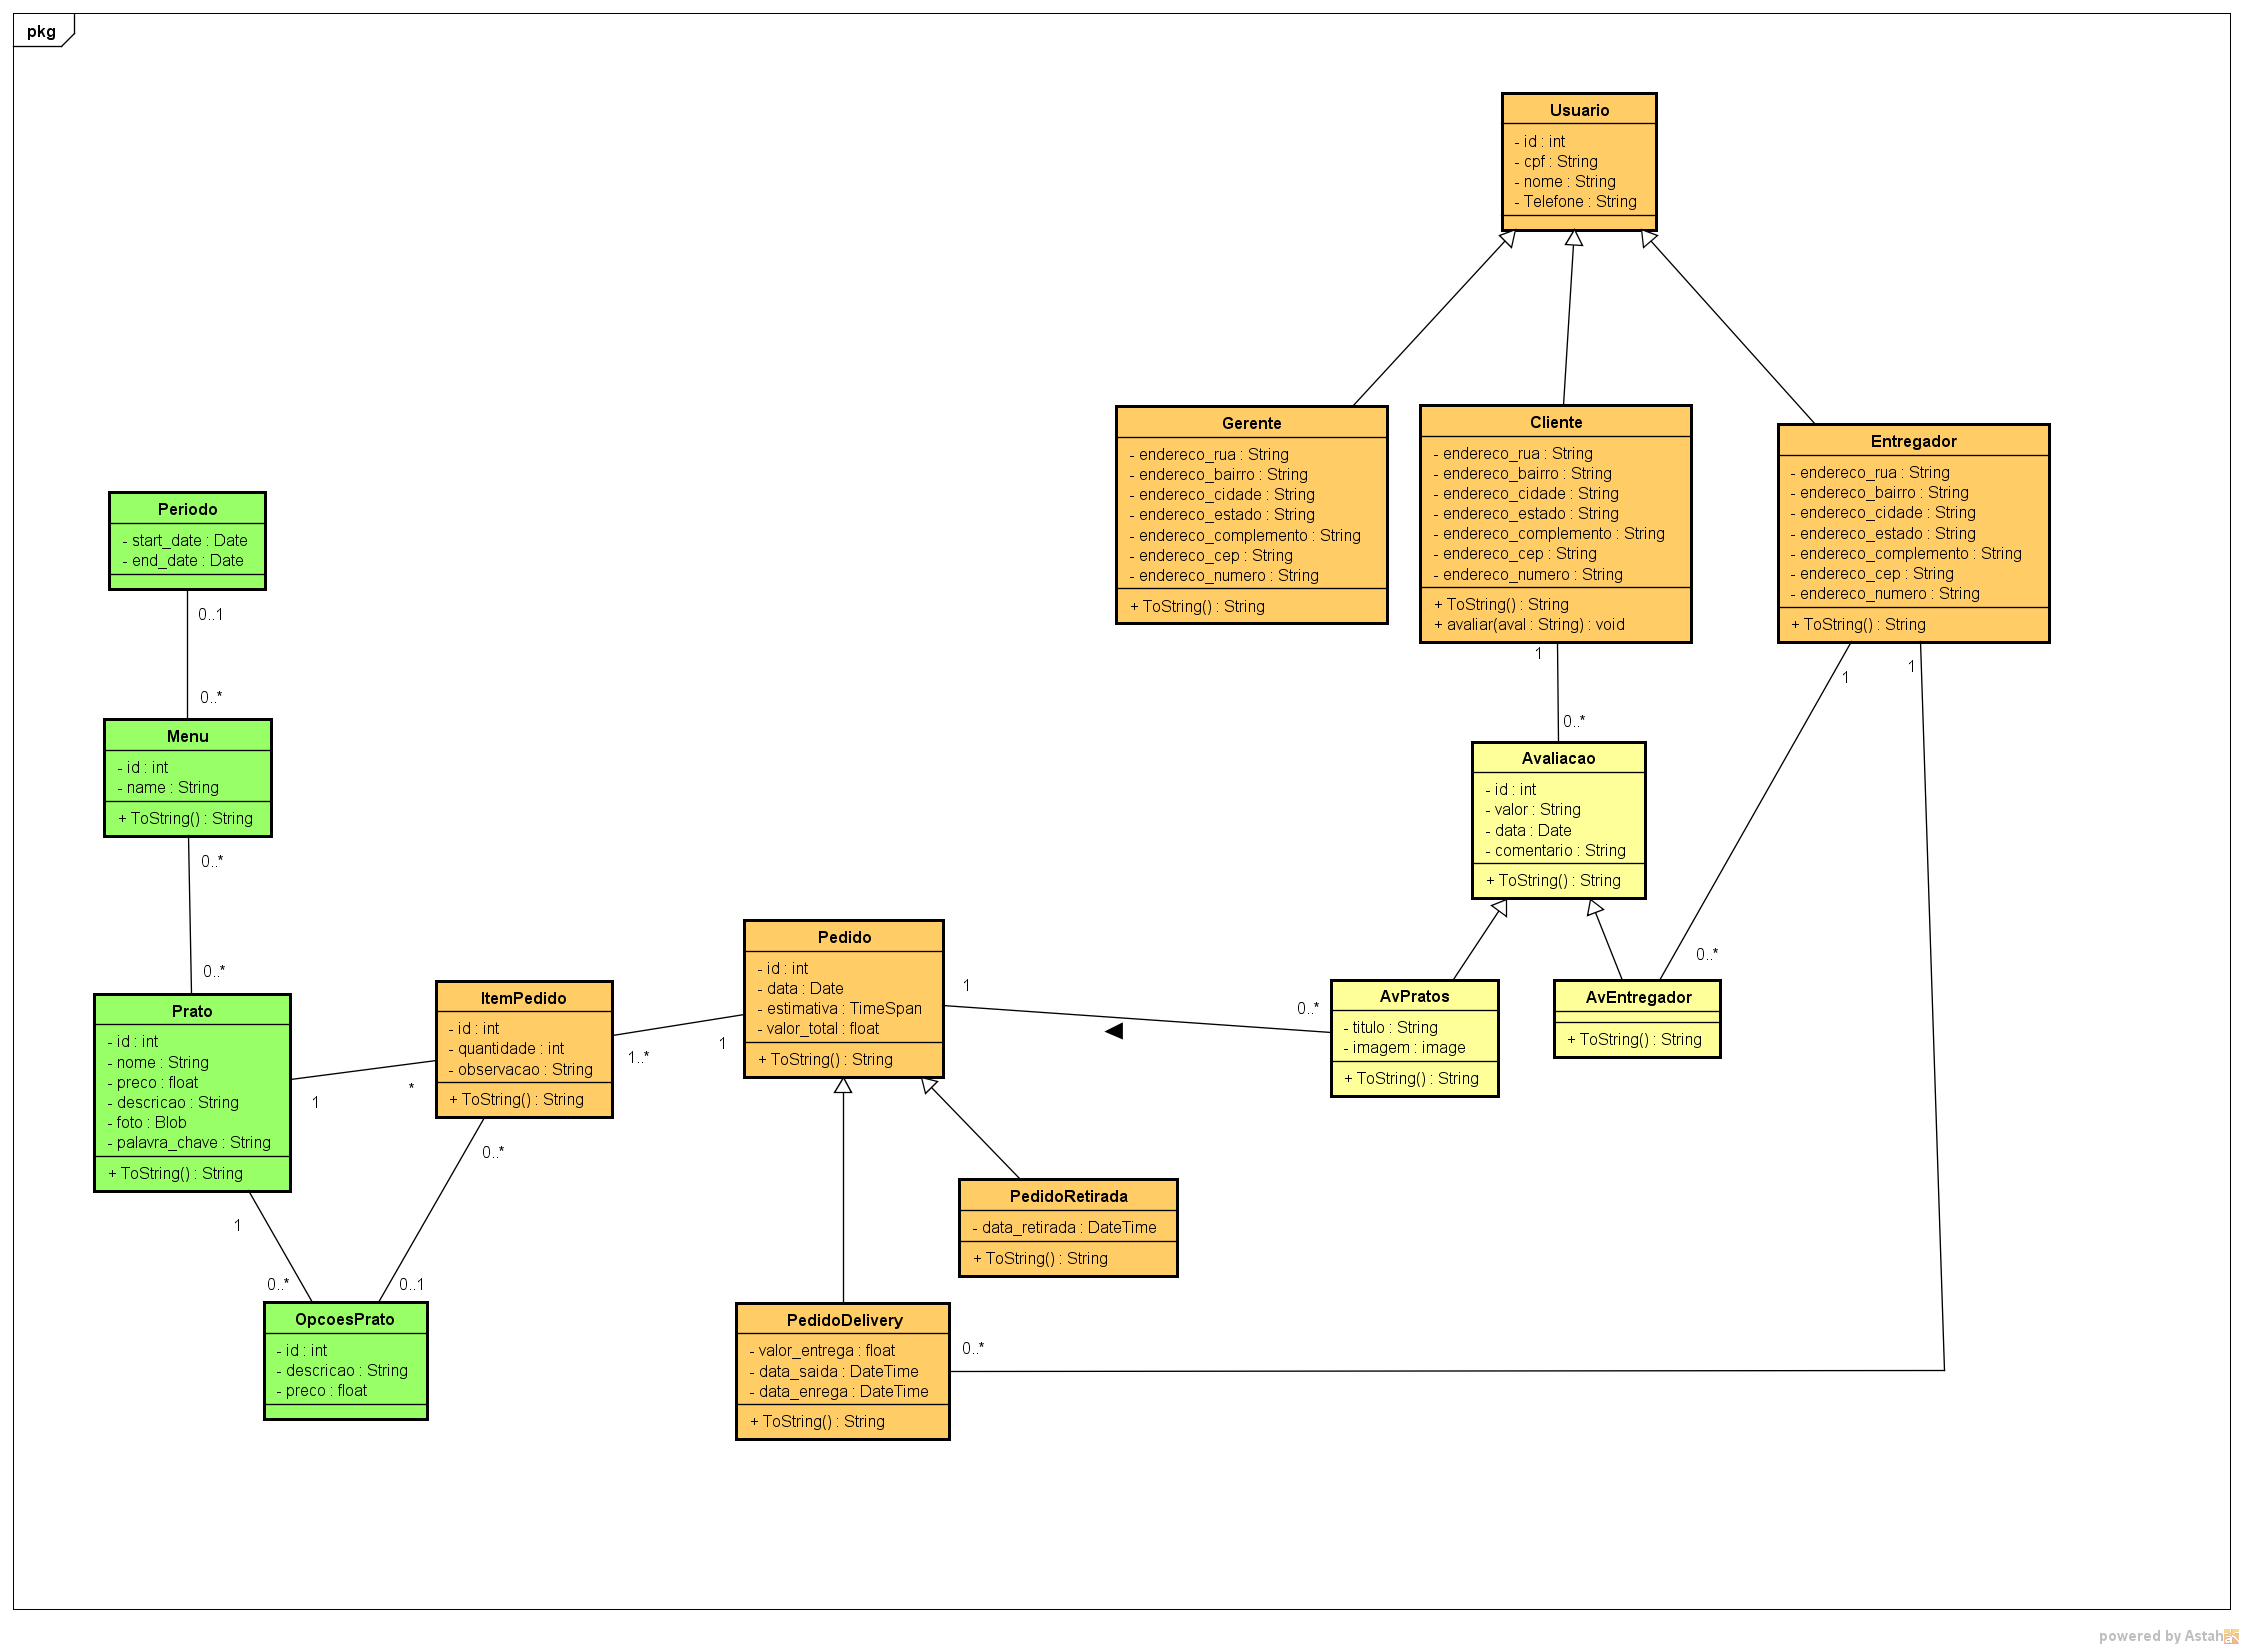 pkg
Usuario
- id : int
- cpf : String
- nome : String
- Telefone : String
Gerente
- endereco_rua : String
- endereco_bairro : String
- endereco_cidade : String
- endereco_estado : String
- endereco_complemento : String
- endereco_cep : String
- endereco_numero : String
+ ToString() : String
Cliente
- endereco_rua : String
- endereco_bairro : String
- endereco_cidade : String
- endereco_estado : String
- endereco_complemento : String
- endereco_cep : String
- endereco_numero : String
+ ToString() : String
+ avaliar(aval : String) : void
1
0..*
Entregador
- endereco_rua : String
- endereco_bairro : String
- endereco_cidade : String
- endereco_estado : String
- endereco_complemento : String
- endereco_cep : String
- endereco_numero : String
+ ToString() : String
1
1
0..*
Periodo
- start_date : Date
- end_date : Date
0..1
0..*
Menu
- id : int
- name : String
+ ToString() : String
0..*
0..*
Avaliacao
- id : int
- valor : String
- data : Date
- comentario : String
+ ToString() : String
Prato
- id : int
- nome : String
- preco : float
- descricao : String
- foto : Blob
- palavra_chave : String
+ ToString() : String
1
*
1
0..*
ItemPedido
- id : int
- quantidade : int
- observacao : String
+ ToString() : String
1..*
1
0..*
0..1
Pedido
- id : int
- data : Date
- estimativa : TimeSpan
- valor_total : float
+ ToString() : String
1
0..*
AvPratos
- titulo : String
- imagem : image
+ ToString() : String
AvEntregador
+ ToString() : String
PedidoRetirada
- data_retirada : DateTime
+ ToString() : String
OpcoesPrato
- id : int
- descricao : String
- preco : float
PedidoDelivery
- valor_entrega : float
- data_saida : DateTime
- data_enrega : DateTime
+ ToString() : String
0..*
powered by Astah